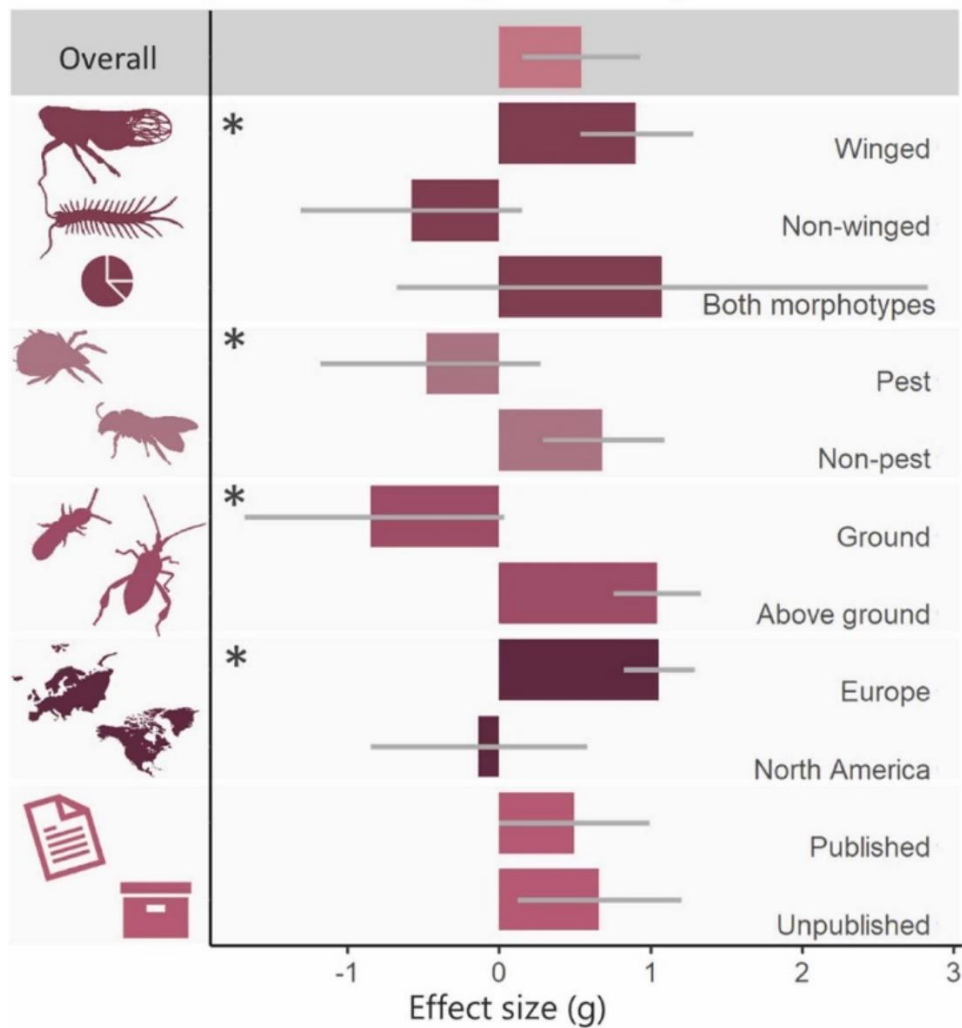 Overall
*
Winged
Non-winged
Both morphotypes
*
Pest
Non-pest
*
Ground
Above ground
*
Europe
North America
Published
Unpublished
-1 0 1 2 3
Effect size (g)